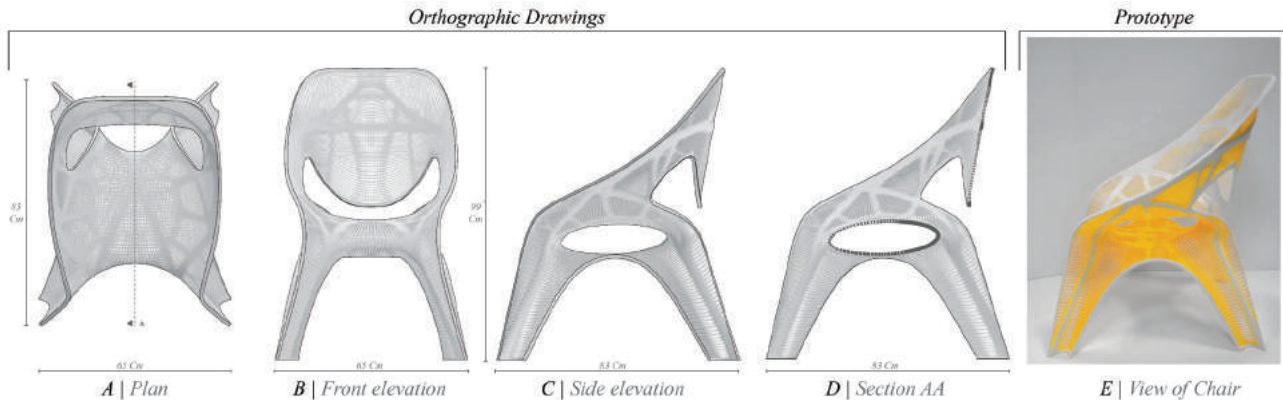 Orthographic Drawings
Prototype
83
Cm
99
Cm
A
65 Cm
65 Cm
83 Cm
83 Cm
A | Plan
B | Front elevation
C | Side elevation
D | Section AA
E | View of Chair